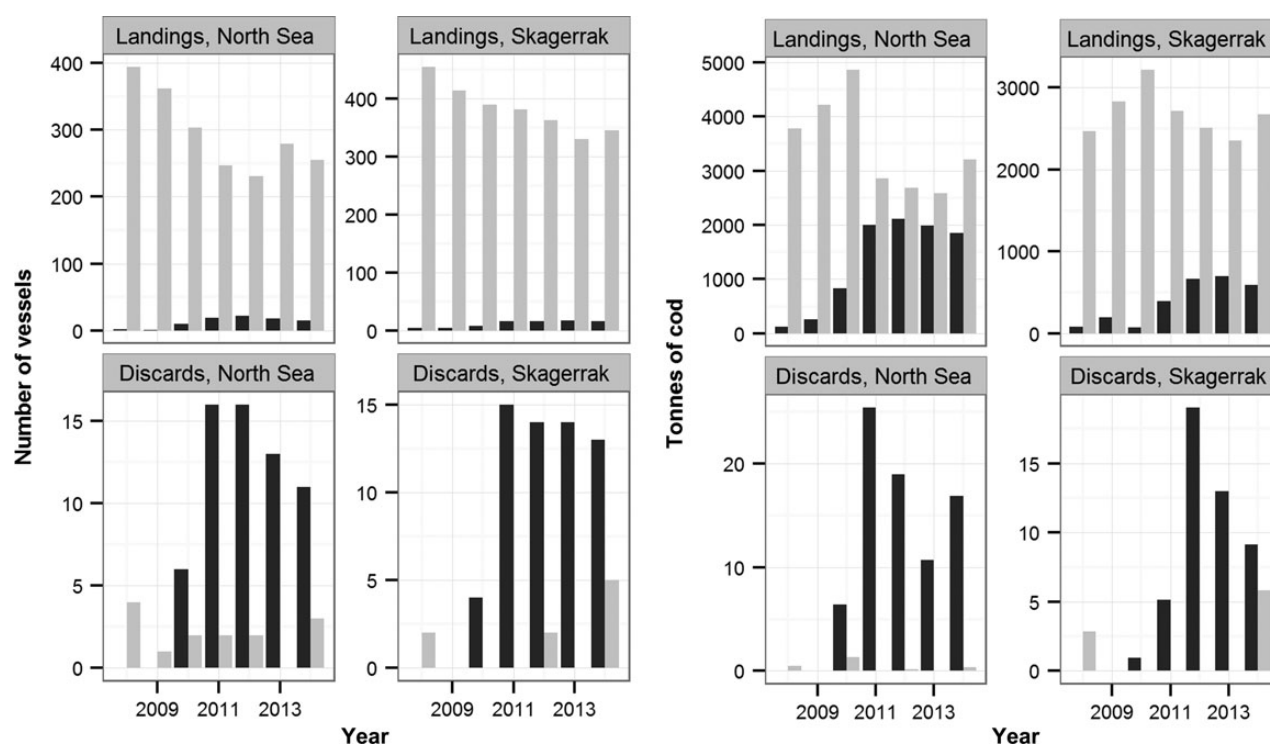 Landings, North Sea
Landings, Skagerrak
400
300
200
100
0
400
300
200
100
0
Discards, North Sea
Discards, Skagerrak
15
10
5
0
15
10
5
0
2009 2011 2013
2009 2011 2013
Number of vessels
Year
Landings, North Sea
Landings, Skagerrak
5000
4000
3000
2000
1000
0
3000
2000
1000
0
Discards, North Sea
Discards, Skagerrak
20
10
0
15
10
5
0
2009 2011 2013
2009 2011 2013
Tonnes of cod
Year